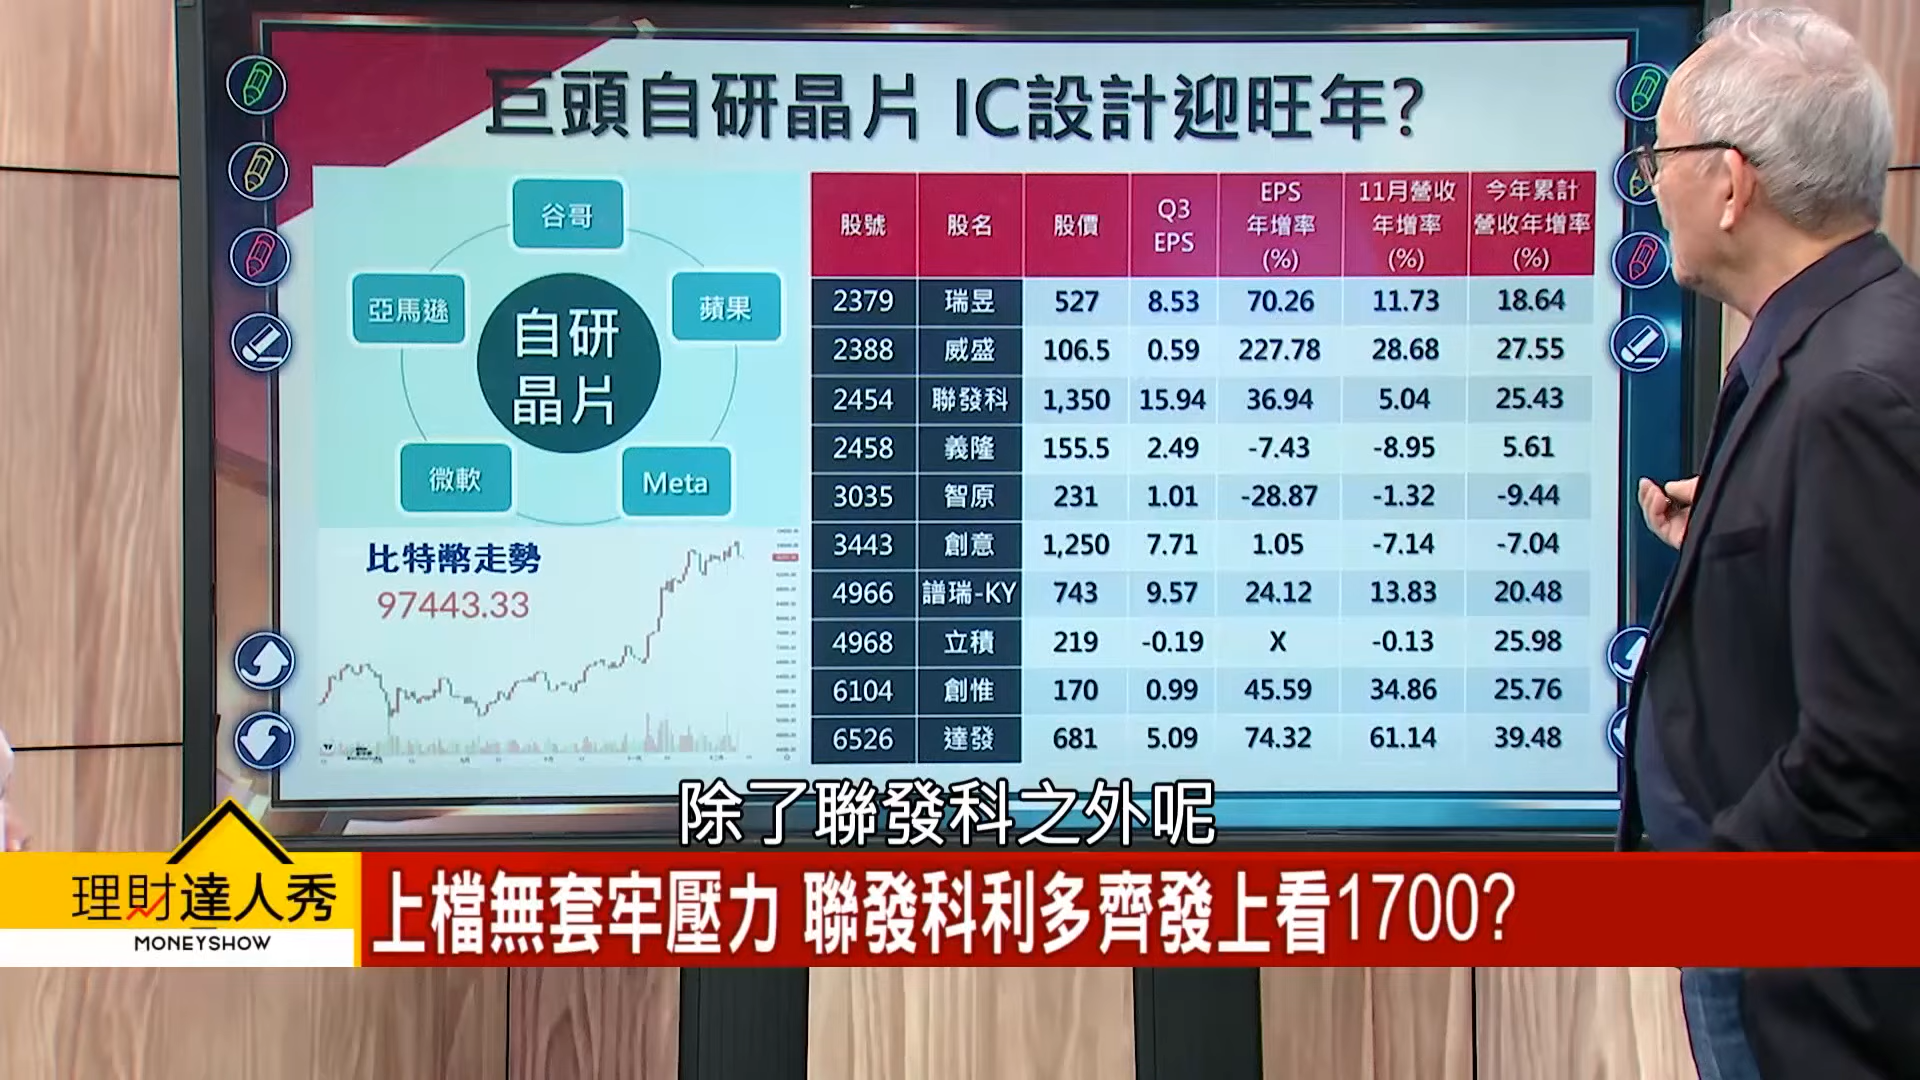 巨頭自研晶片 IC設計迎旺年?
谷哥
亞馬遜
蘋果
自研
晶片
微軟
Meta
比特幣走勢
97443.33
股號 股名 股價 Q3 EPS EPS 年增率 (%) 11月營收 年增率 (%) 今年累計 營收年增率 (%)
2379 瑞昱 527 8.53 70.26 11.73 18.64
2388 威盛 106.5 0.59 227.78 28.68 27.55
2454 聯發科 1,350 15.94 36.94 5.04 25.43
2458 義隆 155.5 2.49 -7.43 -8.95 5.61
3035 智原 231 1.01 -28.87 -1.32 -9.44
3443 創意 1,250 7.71 1.05 -7.14 -7.04
4966 譜瑞-KY 743 9.57 24.12 13.83 20.48
4968 立積 219 -0.19 X -0.13 25.98
6104 創惟 170 0.99 45.59 34.86 25.76
6526 達發 681 5.09 74.32 61.14 39.48
除了聯發科之外呢
理財達人秀
MONEYSHOW
上檔無套牢壓力 聯發科利多齊發上看1700?